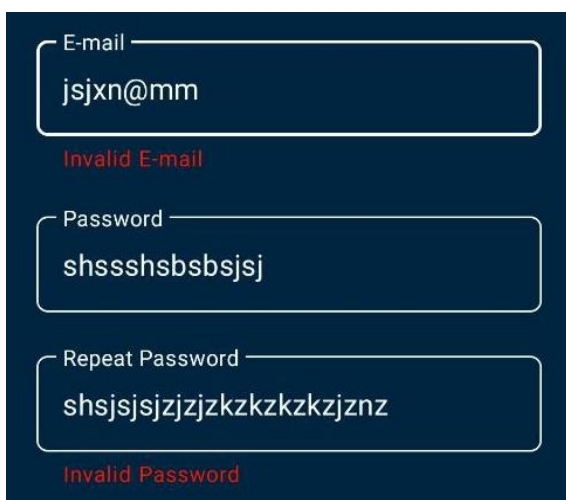 E-mail
jsjxn@mm
Invalid E-mail
Password
shssshsbsbsjsj
Repeat Password
shsjsjsjzjzjzkzkzkzkzjznz
Invalid Password